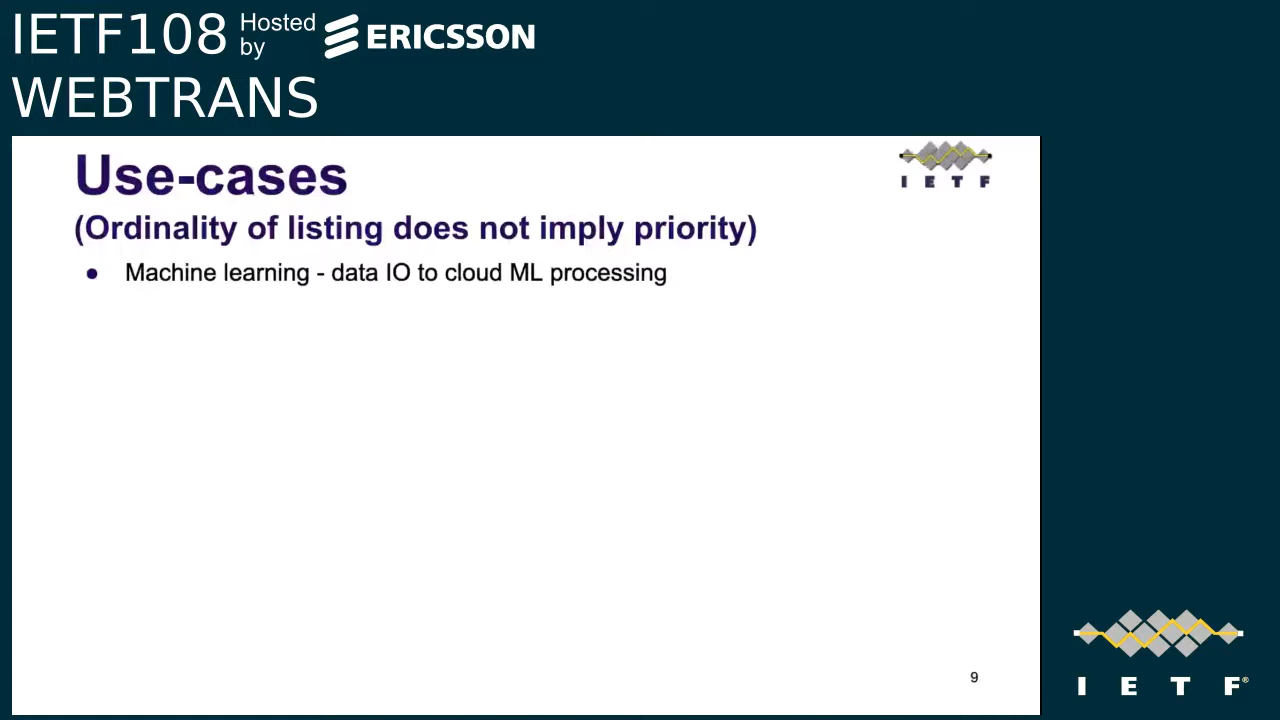 IETF108 Hosted by ERICSSON
WEBTRANS
Use-cases
I E T F
(Ordinality of listing does not imply priority)
● Machine learning - data IO to cloud ML processing
9
I E T F®